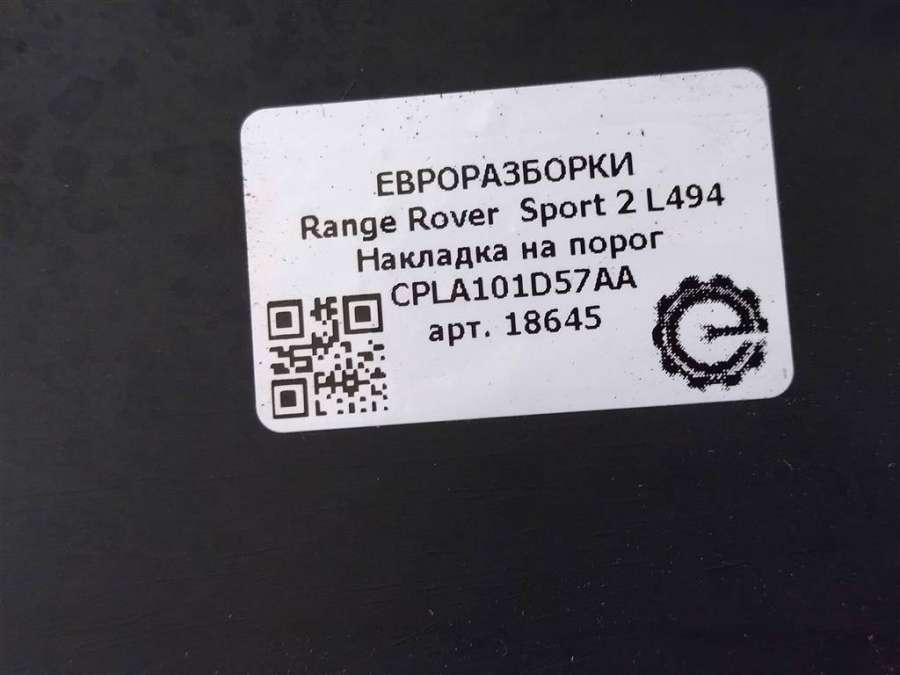 ЕВРОРАЗБОРКИ
Range Rover Sport 2 L494
Накладка на порог
CPLA101D57AA
арт. 18645